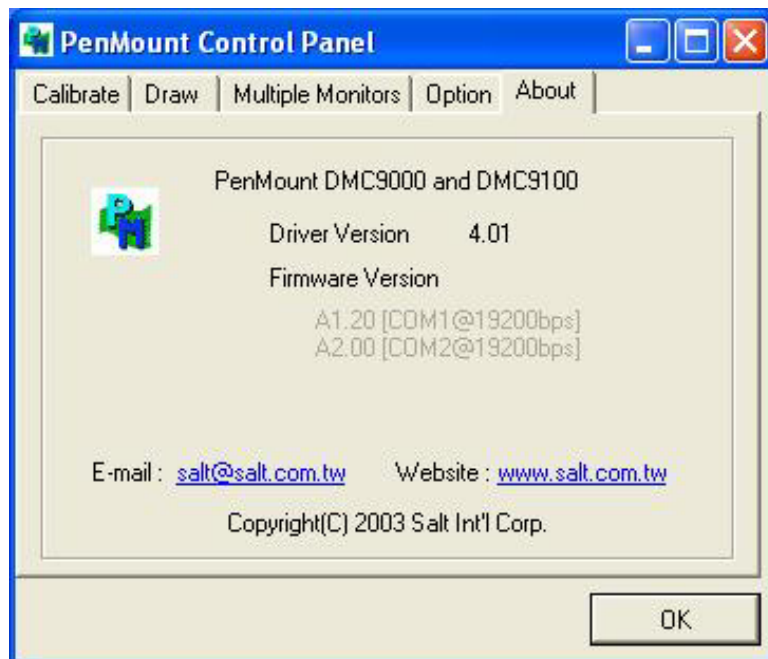 PenMount Control Panel
Calibrate Draw Multiple Monitors Option About
PM
PenMount DMC9000 and DMC9100
Driver Version 4.01
Firmware Version
A1.20 [COM1@19200bps]
A2.00 [COM2@19200bps]
E-mail : salt@salt.com.tw Website : www.salt.com.tw
Copyright(C) 2003 Salt Int'l Corp.
OK